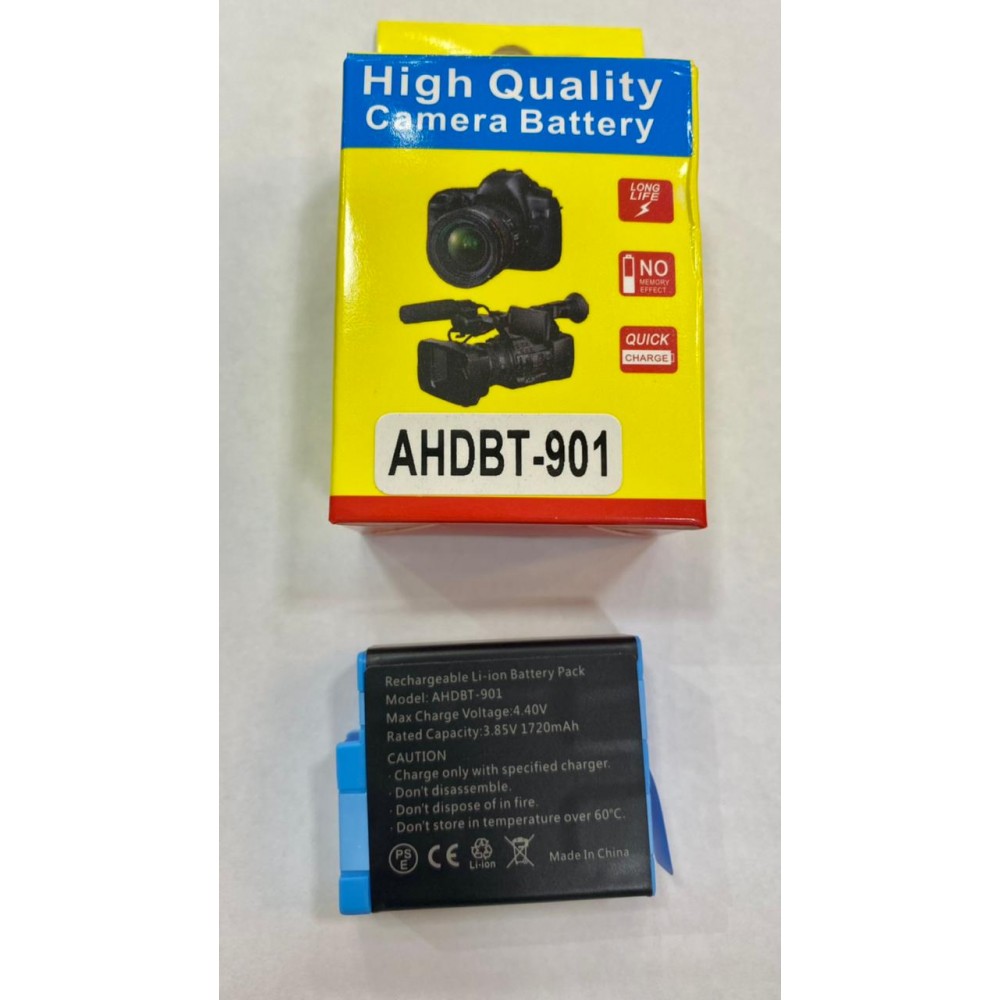 High Quality
Camera Battery
LONG
LIFE
NO
MEMORY
EFFECT
QUICK
CHARGE
AHDBT-901
Rechargeable Li-ion Battery Pack
Model: AHDBT-901
Max Charge Voltage:4.40V
Rated Capacity:3.85V 1720mAh
CAUTION
· Charge only with specified charger.
· Don't disassemble.
· Don't dispose of in fire.
· Don't store in temperature over 60°C.
PS
E
CE
Li-ion
Made In China